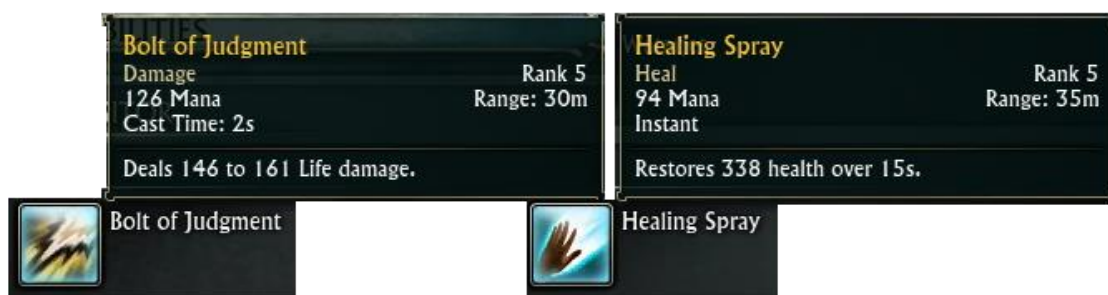 Bolt of Judgment
Damage Rank 5
126 Mana Range: 30m
Cast Time: 2s
Deals 146 to 161 Life damage.
Bolt of Judgment
Healing Spray
Heal Rank 5
94 Mana Range: 35m
Instant
Restores 338 health over 15s.
Healing Spray